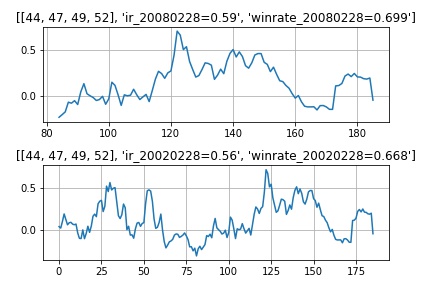 [[44, 47, 49, 52], 'ir_20080228=0.59', 'winrate_20080228=0.699']
0.5
0.0
80 100 120 140 160 180
[[44, 47, 49, 52], 'ir_20020228=0.56', 'winrate_20020228=0.668']
0.5
0.0
0 25 50 75 100 125 150 175